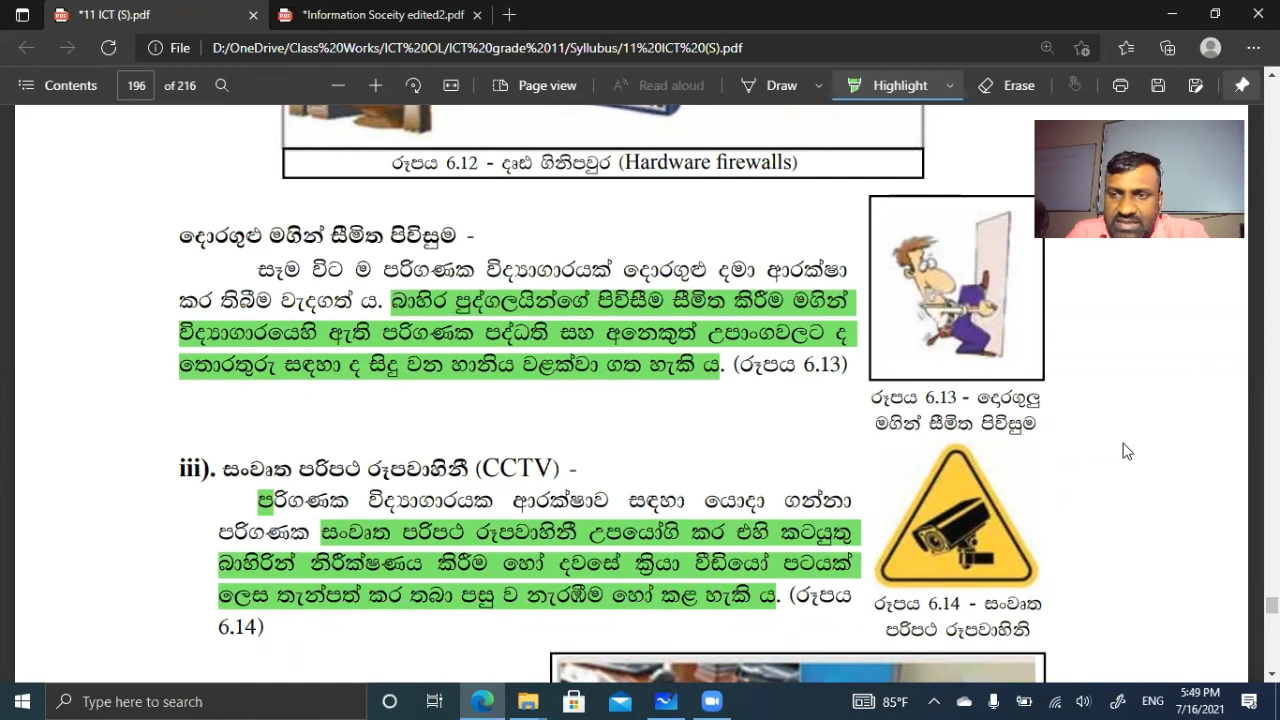 *11 ICT (S).pdf
*Information Soceity edited2.pdf
File D:/OneDrive/Class%20Works/ICT%20OL/ICT%20grade%2011/Syllubus/11%20ICT%20(S).pdf
Contents 196 of 216 Page view Read aloud Draw Highlight Erase
රූපය 6.12 - දෘඪ ගිනිපවුර (Hardware firewalls)
දොරගුළු මගින් සීමිත පිවිසුම -
සෑම විට ම පරිගණක විද්‍යාගාරයක් දොරගුළු දමා ආරක්ෂා
කර තිබීම වැදගත් ය. බාහිර පුද්ගලයින්ගේ පිවිසීම සීමිත කිරීම මගින්
විද්‍යාගාරයෙහි ඇති පරිගණක පද්ධති සහ අනෙකුත් උපාංගවලට ද
තොරතුරු සඳහා ද සිදු වන හානිය වළක්වා ගත හැකි ය. (රූපය 6.13)
රූපය 6.13 - දොරගුලු
මගින් සීමිත පිවිසුම
iii). සංවෘත පරිපථ රූපවාහිනී (CCTV) -
පරිගණක විද්‍යාගාරයක ආරක්ෂාව සඳහා යොදා ගන්නා
පරිගණක සංවෘත පරිපථ රූපවාහිනී උපයෝගි කර එහි කටයුතු
බාහිරින් නිරීක්ෂණය කිරීම හෝ දවසේ ක්‍රියා වීඩියෝ පටයක්
ලෙස තැන්පත් කර තබා පසු ව නැරඹීම හෝ කළ හැකි ය. (රූපය
6.14)
රූපය 6.14 - සංවෘත
පරිපථ රූපවාහිනි
Type here to search
85°F
ENG
5:49 PM
7/16/2021